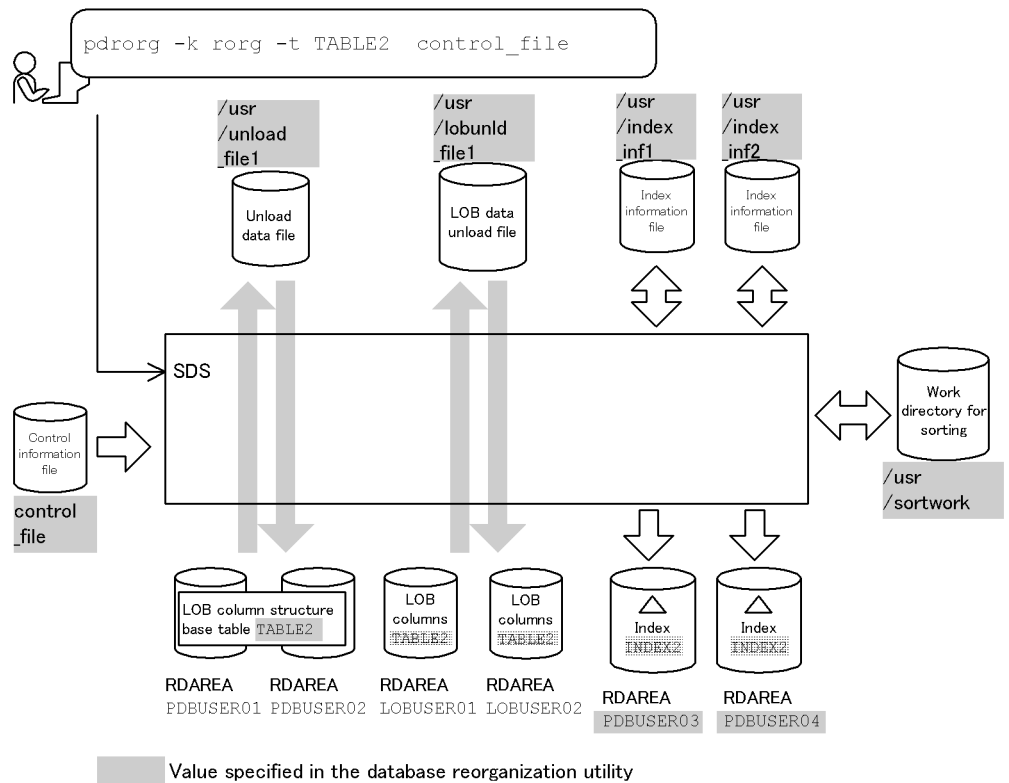 pdrorg -k rorg -t TABLE2 control_file
/usr
/unload
_file1
/usr
/lobunld
_file1
/usr
/index
_inf1
/usr
/index
_inf2
Unload
data file
LOB data
unload file
Index
information
file
Index
information
file
SDS
Work
directory for
sorting
/usr
/sortwork
Control
information
file
control
_file
LOB column structure
base table TABLE2
LOB
columns
TABLE2
LOB
columns
TABLE2
Index
INDEX2
Index
INDEX2
RDAREA
PDBUSER01
RDAREA
PDBUSER02
RDAREA
LOBUSER01
RDAREA
LOBUSER02
RDAREA
PDBUSER03
RDAREA
PDBUSER04
Value specified in the database reorganization utility